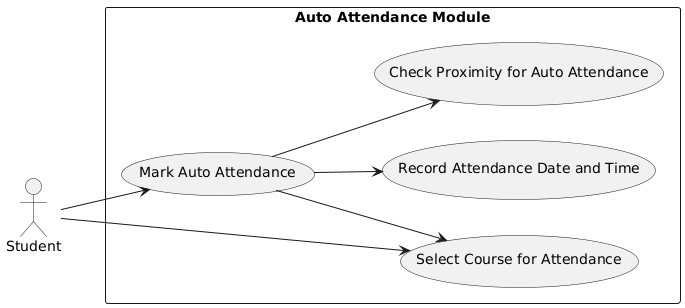 Auto Attendance Module
Check Proximity for Auto Attendance
Mark Auto Attendance
Record Attendance Date and Time
Student
Select Course for Attendance